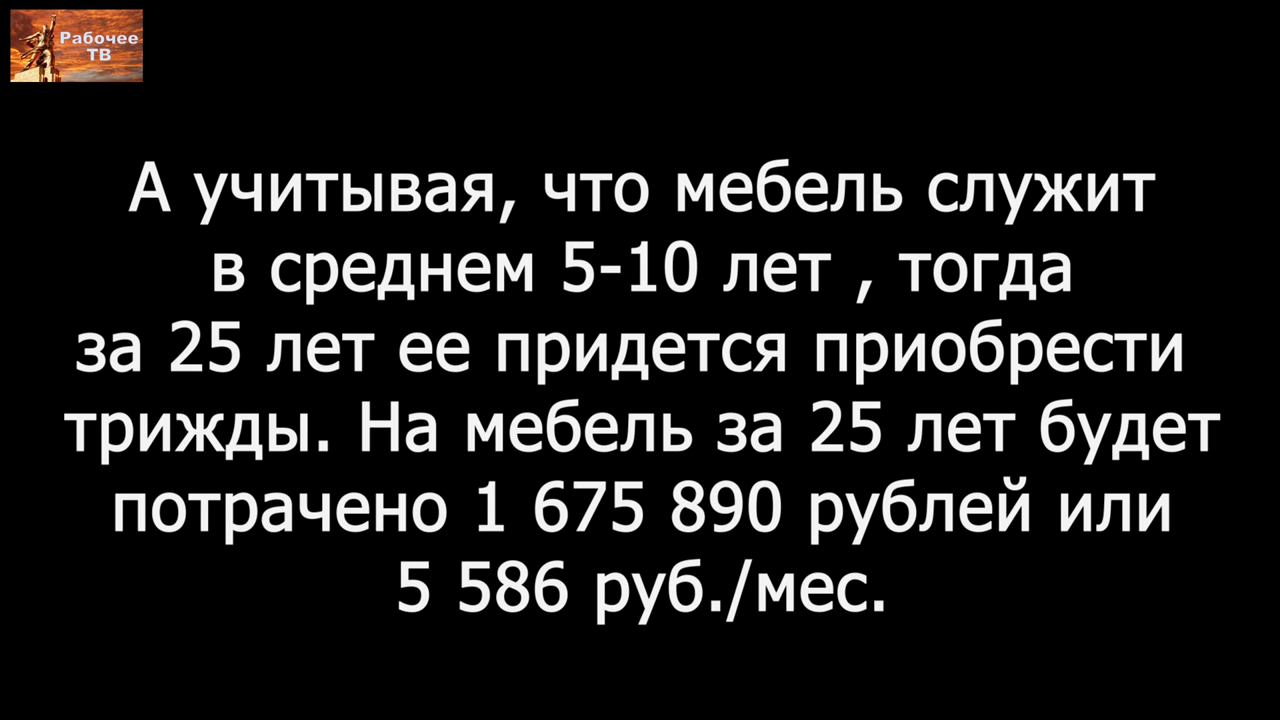 Рабочее
ТВ
А учитывая, что мебель служит
в среднем 5-10 лет , тогда
за 25 лет ее придется приобрести
трижды. На мебель за 25 лет будет
потрачено 1 675 890 рублей или
5 586 руб./мес.